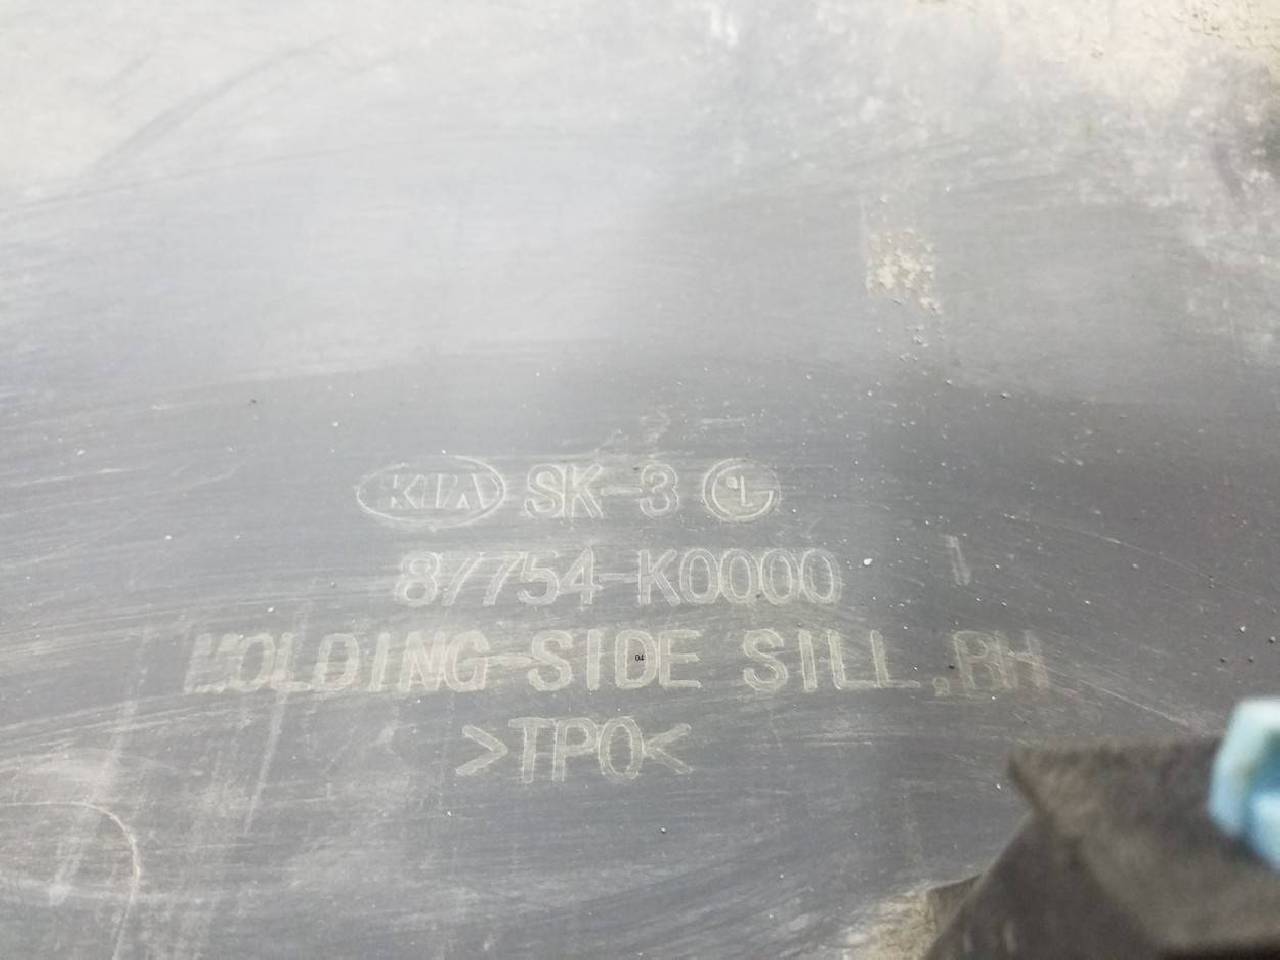 KIA SK-3
87754-K0000
MOLDING-SIDE SILL,RH
>TPO<